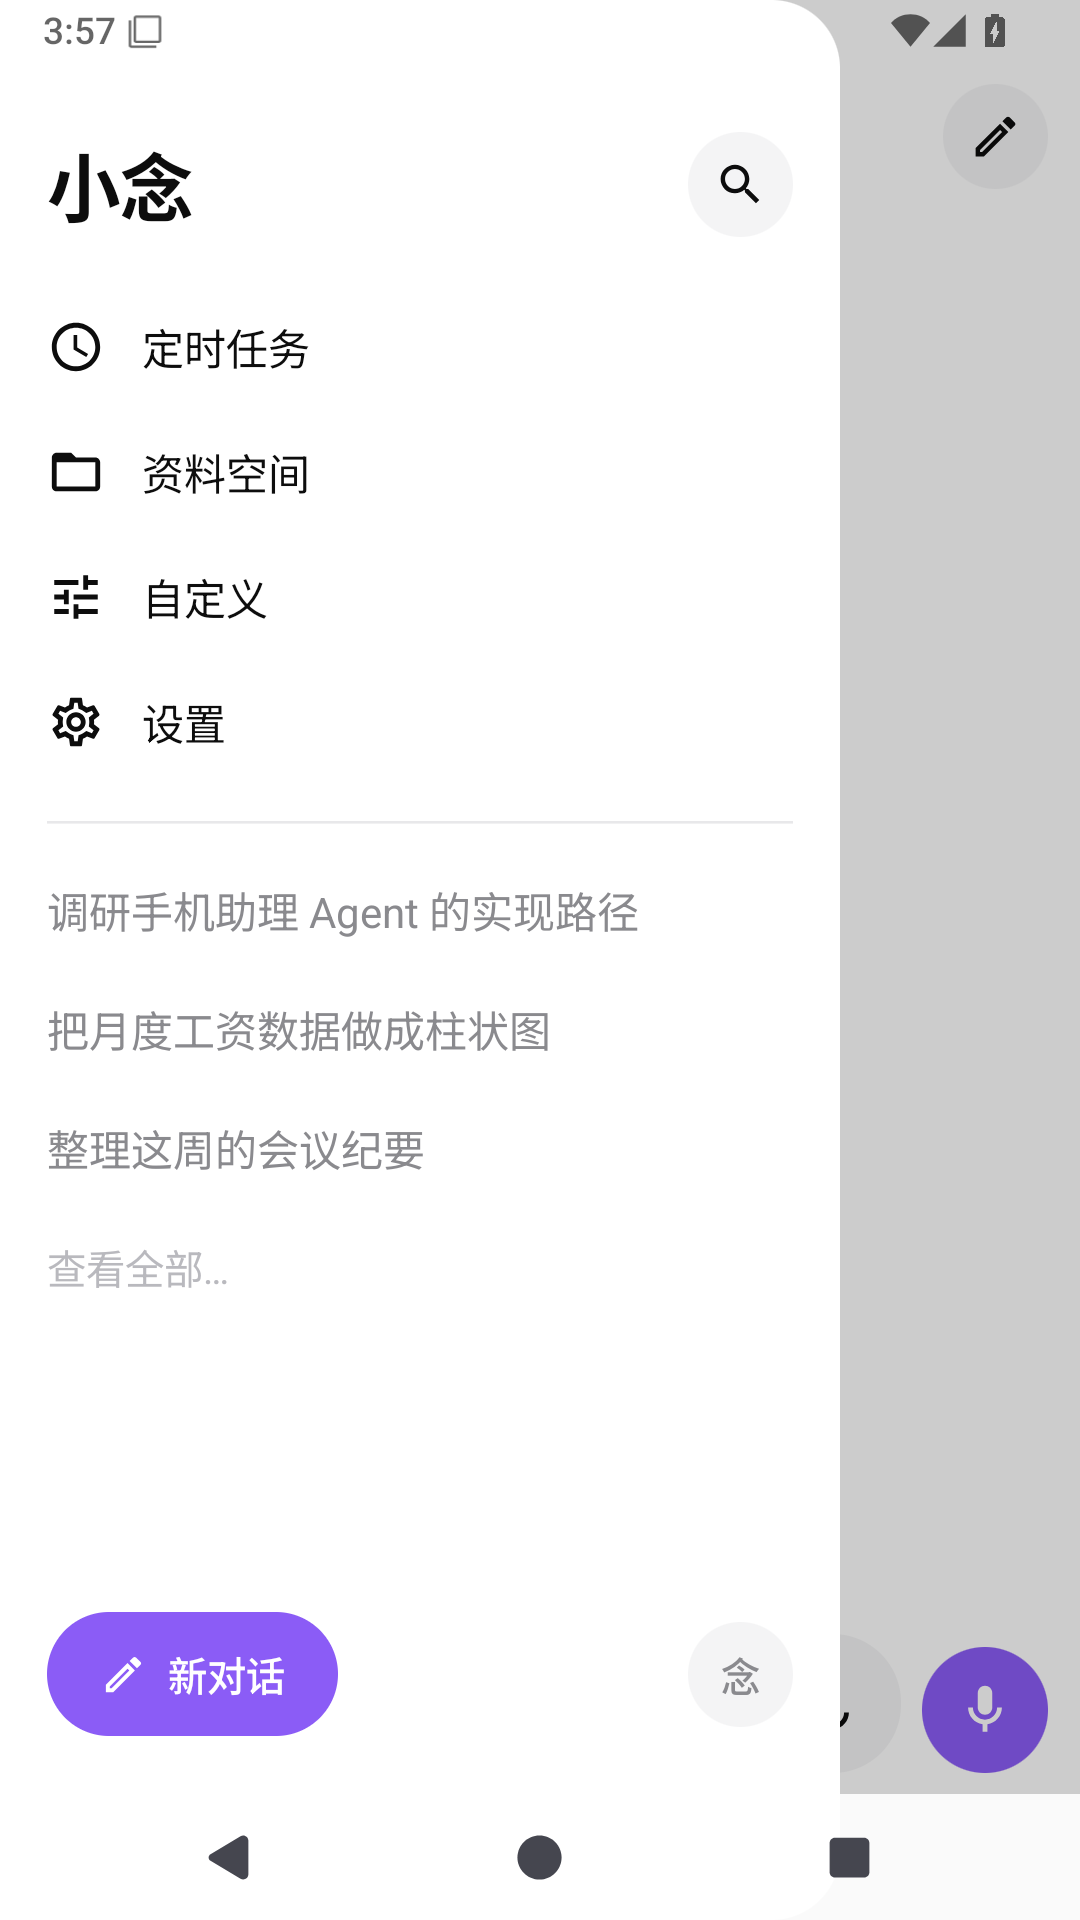 3:57
小念
定时任务
资料空间
自定义
设置
调研手机助理 Agent 的实现路径
把月度工资数据做成柱状图
整理这周的会议纪要
查看全部...
新对话
念